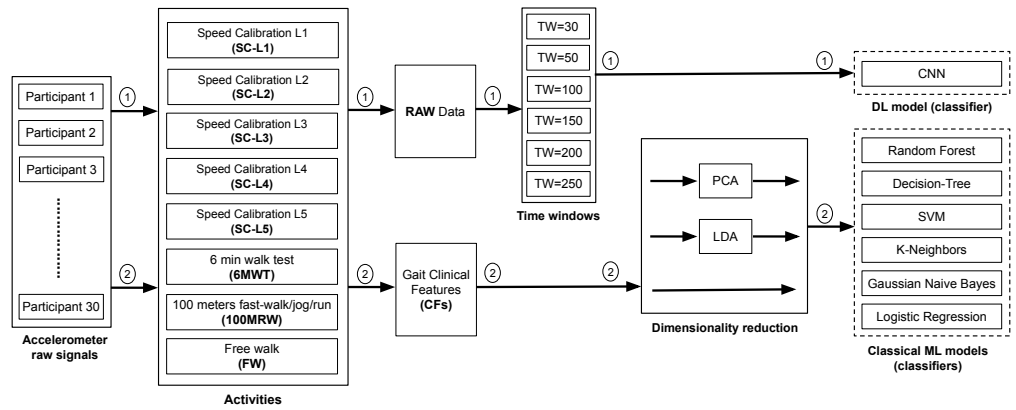 Participant 1
Participant 2
Participant 3
Participant 30
Accelerometer
raw signals
1
2
Speed Calibration L1
(SC-L1)
Speed Calibration L2
(SC-L2)
Speed Calibration L3
(SC-L3)
Speed Calibration L4
(SC-L4)
Speed Calibration L5
(SC-L5)
6 min walk test
(6MWT)
100 meters fast-walk/jog/run
(100MRW)
Free walk
(FW)
Activities
1
2
RAW Data
Gait Clinical
Features
(CFs)
1
2
TW=30
TW=50
TW=100
TW=150
TW=200
TW=250
Time windows
1
1
2
PCA
LDA
Dimensionality reduction
2
CNN
DL model (classifier)
Random Forest
Decision-Tree
SVM
K-Neighbors
Gaussian Naive Bayes
Logistic Regression
Classical ML models
(classifiers)